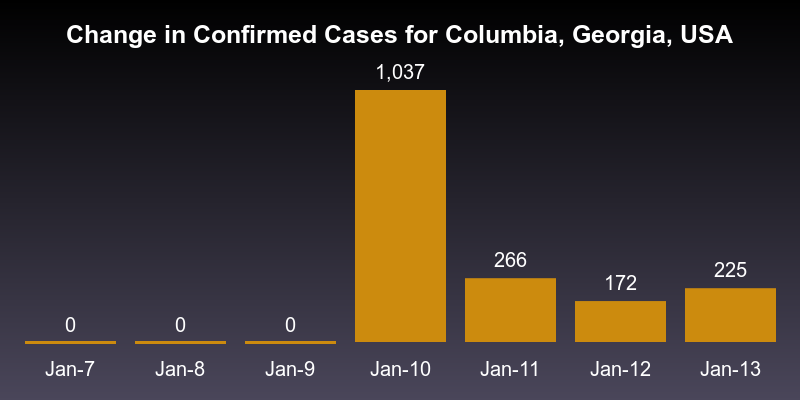 Change in Confirmed Cases for Columbia, Georgia, USA
1,037
266
225
172
0 0 0
Jan-7 Jan-8 Jan-9 Jan-10 Jan-11 Jan-12 Jan-13